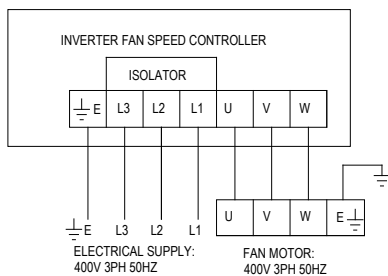 INVERTER FAN SPEED CONTROLLER
ISOLATOR
E L3 L2 L1 U V W
U V W E
E L3 L2 L1
ELECTRICAL SUPPLY:
400V 3PH 50HZ
FAN MOTOR:
400V 3PH 50HZ